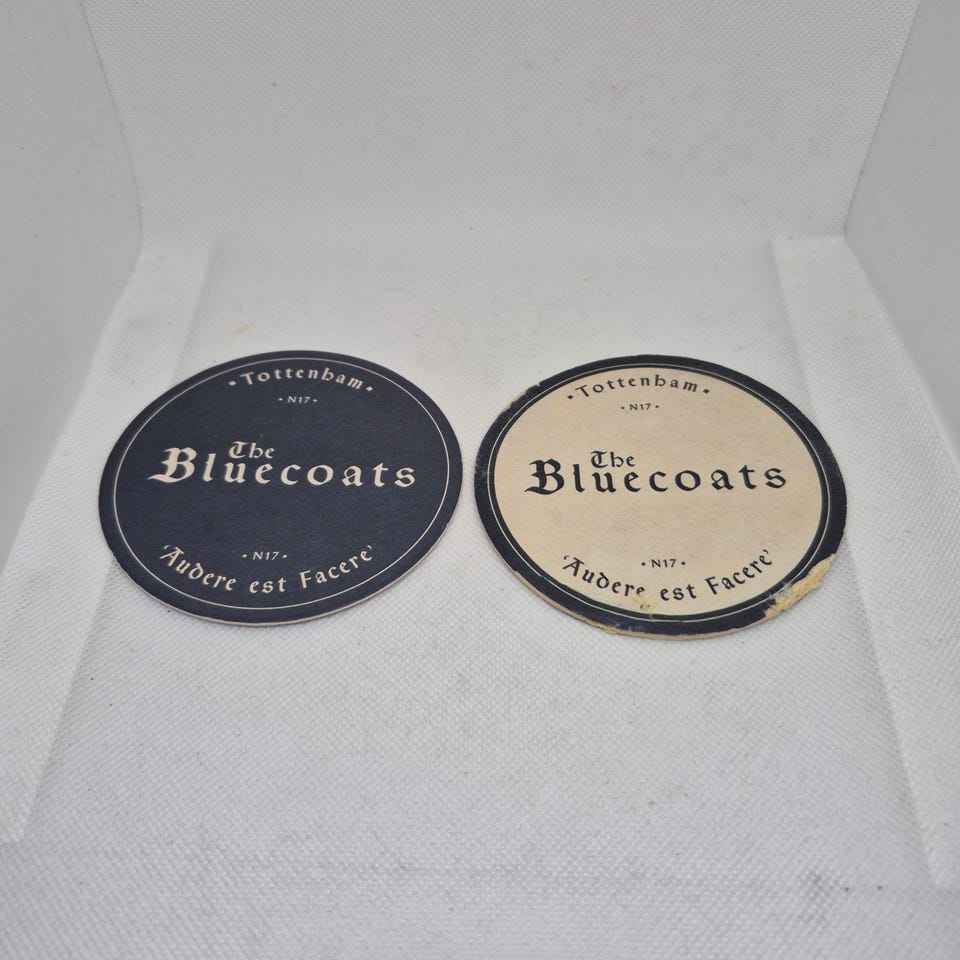 ·Tottenham·
· N17 ·
The
Bluecoats
· N17 ·
'Audere est Facere'
·Tottenham·
· N17 ·
The
Bluecoats
· N17 ·
'Audere est Facere'